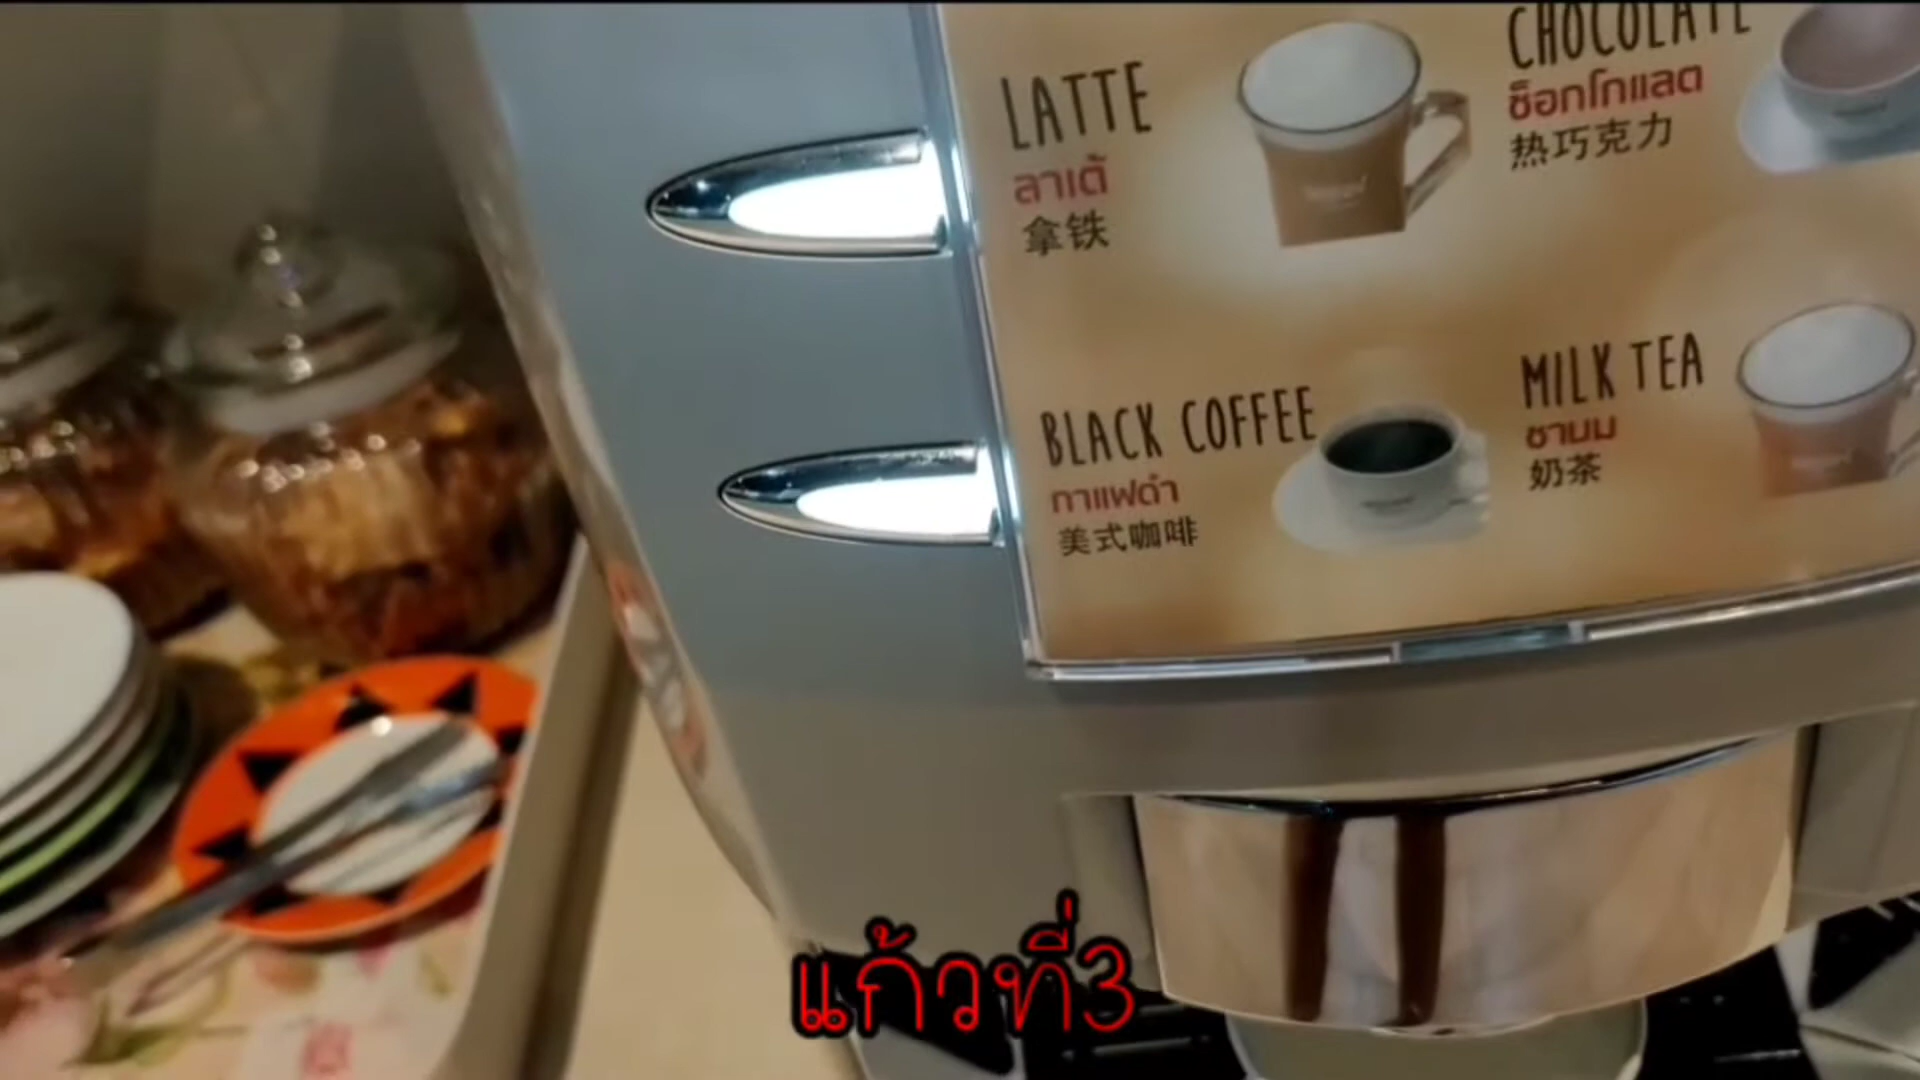 LATTE
ลาเต้
拿铁
CHOCOLATE
ช็อกโกแลต
热巧克力
BLACK COFFEE
กาแฟดำ
美式咖啡
MILK TEA
ชานม
奶茶
แก้วที่3